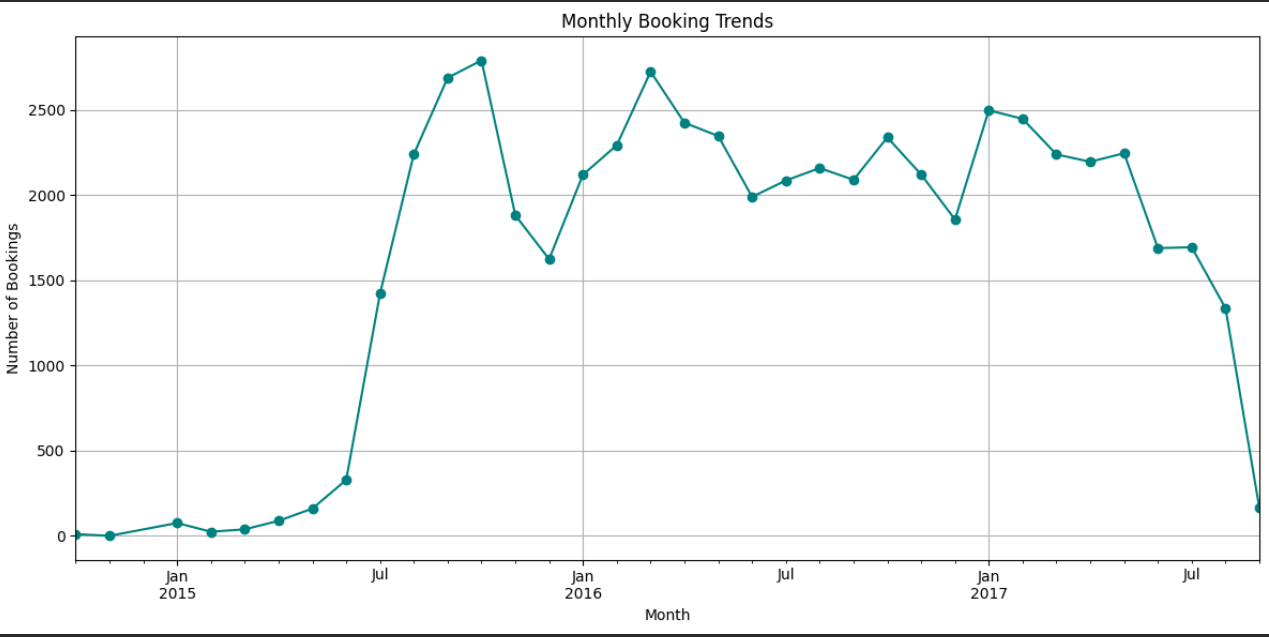 Monthly Booking Trends
Number of Bookings
2500
2000
1500
1000
500
0
Jan
2015
Jul
Jan
2016
Jul
Jan
2017
Jul
Month